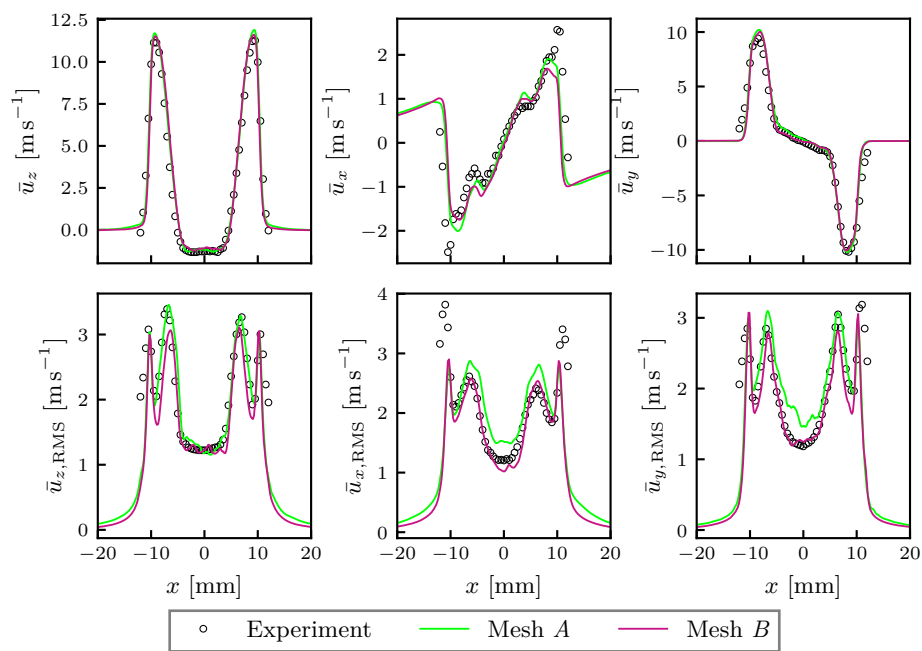 12.5
10.0
7.5
5.0
2.5
0.0
ū_z [m s⁻¹]
2
1
0
−1
−2
ū_x [m s⁻¹]
10
5
0
−5
−10
ū_y [m s⁻¹]
3
2
1
0
ū_z,RMS [m s⁻¹]
−20 −10 0 10 20
x [mm]
4
3
2
1
0
ū_x,RMS [m s⁻¹]
−20 −10 0 10 20
x [mm]
3
2
1
0
ū_y,RMS [m s⁻¹]
−20 −10 0 10 20
x [mm]
Experiment Mesh A Mesh B